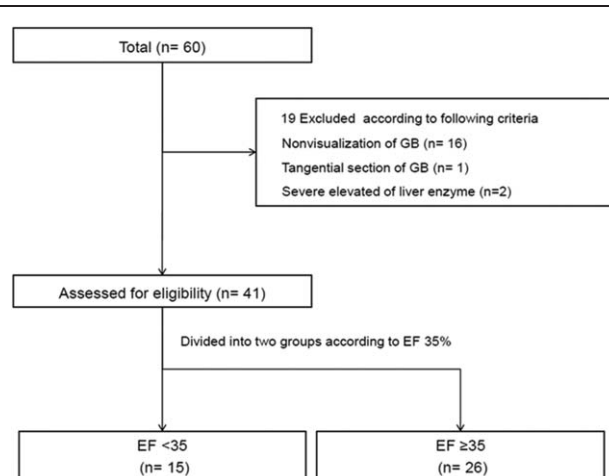 Total (n= 60)
19 Excluded according to following criteria
Nonvisualization of GB (n= 16)
Tangential section of GB (n= 1)
Severe elevated of liver enzyme (n=2)
Assessed for eligibility (n= 41)
Divided into two groups according to EF 35%
EF <35
(n= 15)
EF ≥35
(n= 26)